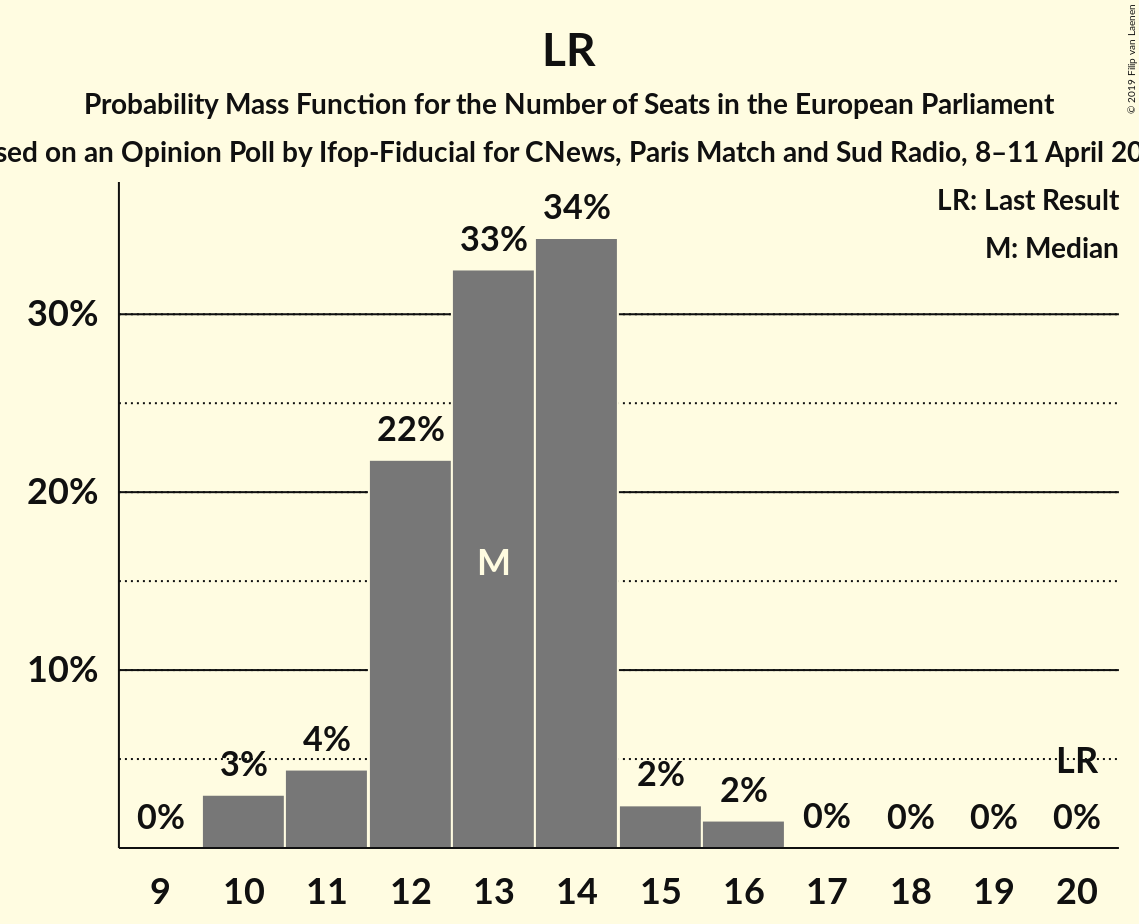 LR
Probability Mass Function for the Number of Seats in the European Parliament
on an Opinion Poll by Ifop-Fiducial for CNews, Paris Match and Sud Radio, 8–11 April
© 2019 Filip van Laenen
LR: Last Result
M: Median
34%
33%
30%
22%
20%
M
10%
4%
3%
2%
2%
LR
0%
0%
0%
0%
0%
9 10 11 12 13 14 15 16 17 18 19 20